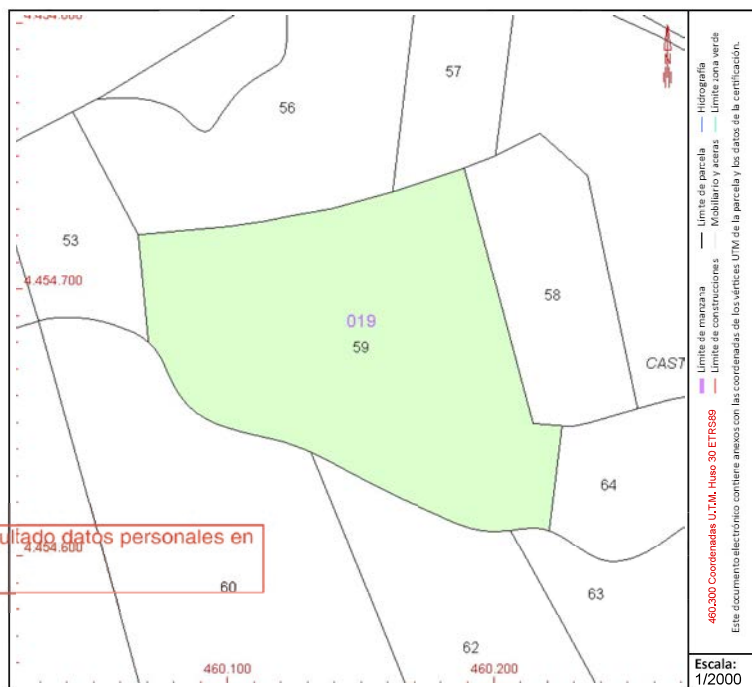 4.454.800
57
56
53
4.454.700
58
019
59
CAST
64
ultado datos personales en
4.454.600
60
63
62
460.100
460.200
460.300 Coordenadas U.T.M. Huso 30 ETRS89
Límite de manzana
Límite de parcela
Hidrografía
Límite de construcciones
Mobiliario y aceras
Límite zona verde
Este documento electrónico contiene anexos con las coordenadas de los vértices UTM de la parcela y los datos de la certificación.
Escala:
1/2000